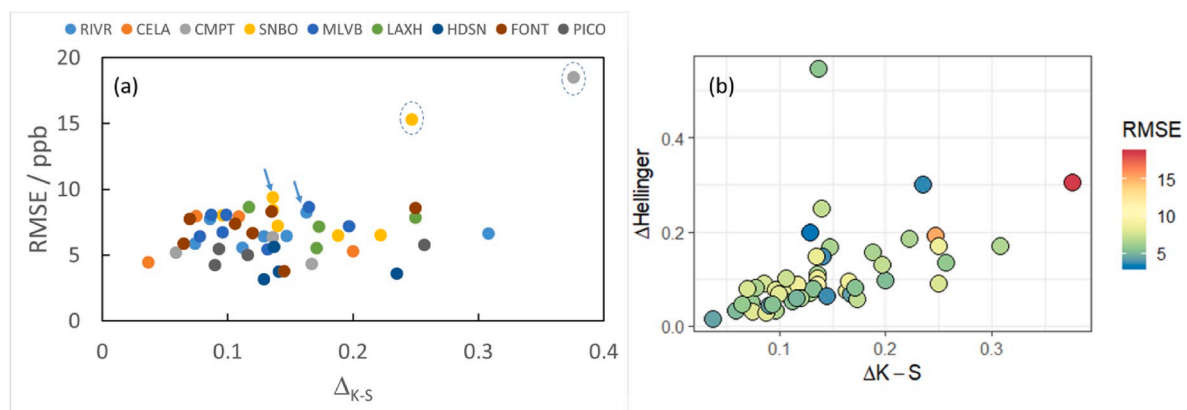 RIVR CELA CMPT SNBO MLVB LAXH HDSN FONT PICO
(a)
RMSE / ppb
20
15
10
5
0
0 0.1 0.2 0.3 0.4
ΔK-S
(b)
ΔHellinger
0.4
0.2
0.0
0.1 0.2 0.3
ΔK – S
RMSE
15
10
5